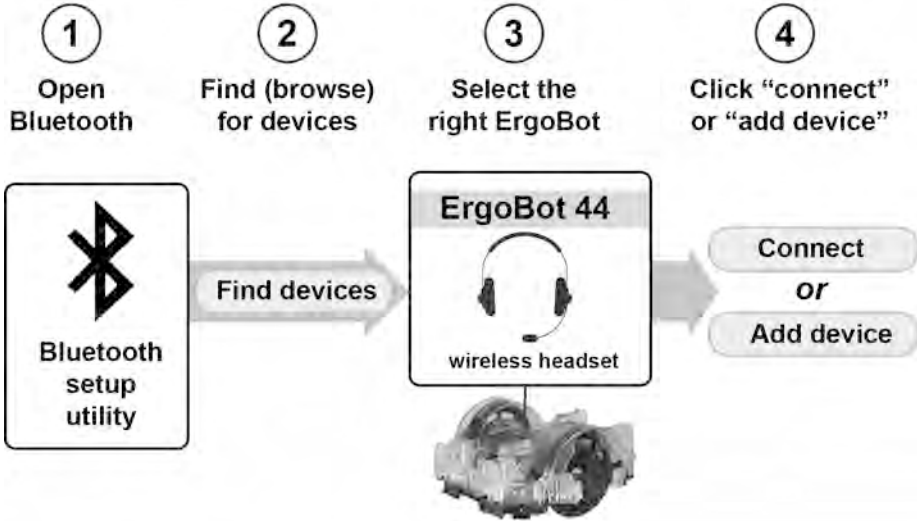 1
Open
Bluetooth
2
Find (browse)
for devices
3
Select the
right ErgoBot
4
Click “connect”
or “add device”
Bluetooth
setup
utility
Find devices
ErgoBot 44
wireless headset
Connect
or
Add device